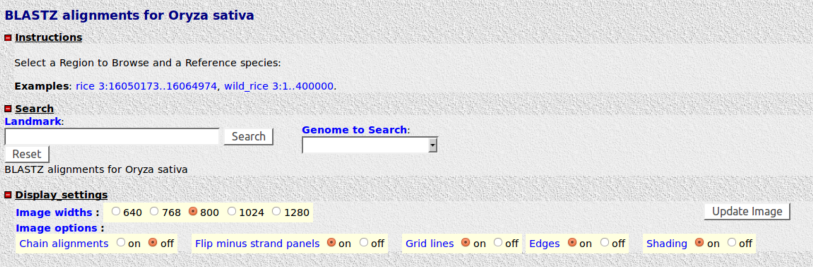 BLASTZ alignments for Oryza sativa
Instructions
Select a Region to Browse and a Reference species:
Examples: rice 3:16050173..16064974, wild_rice 3:1..400000.
Search
Landmark:
Search
Genome to Search:
Reset
BLASTZ alignments for Oryza sativa
Display_settings
Image widths : 640 768 800 1024 1280 Update Image
Image options :
Chain alignments on off Flip minus strand panels on off Grid lines on off Edges on off Shading on off